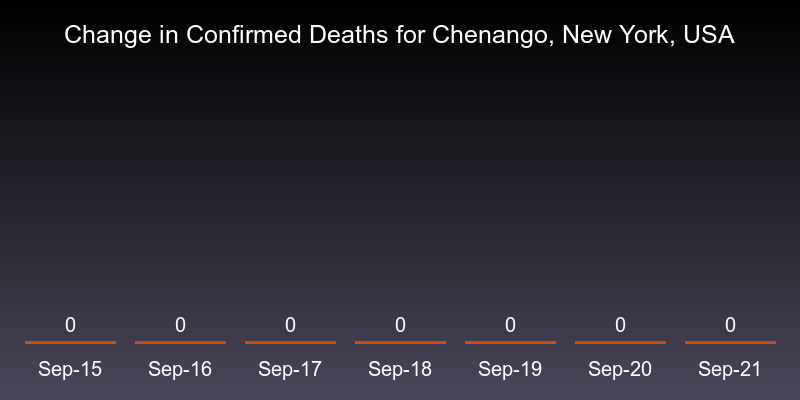 Change in Confirmed Deaths for Chenango, New York, USA
0 0 0 0 0 0 0
Sep-15 Sep-16 Sep-17 Sep-18 Sep-19 Sep-20 Sep-21